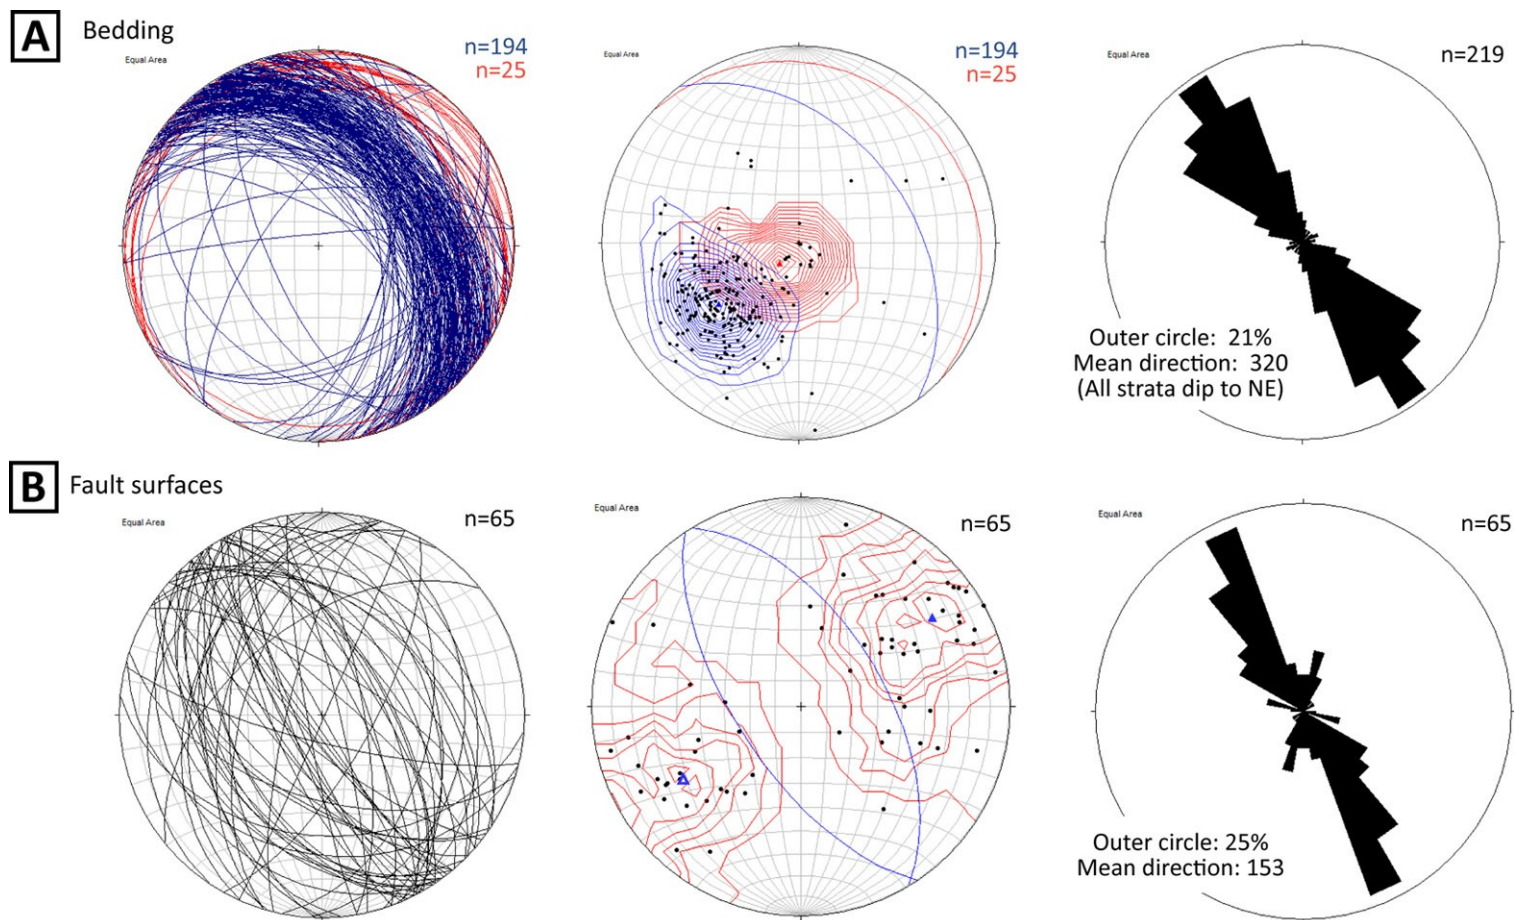 A Bedding
Equal Area
n=194
n=25
Equal Area
n=194
n=25
Equal Area
n=219
Outer circle: 21%
Mean direction: 320
(All strata dip to NE)
B Fault surfaces
Equal Area
n=65
Equal Area
n=65
Equal Area
n=65
Outer circle: 25%
Mean direction: 153